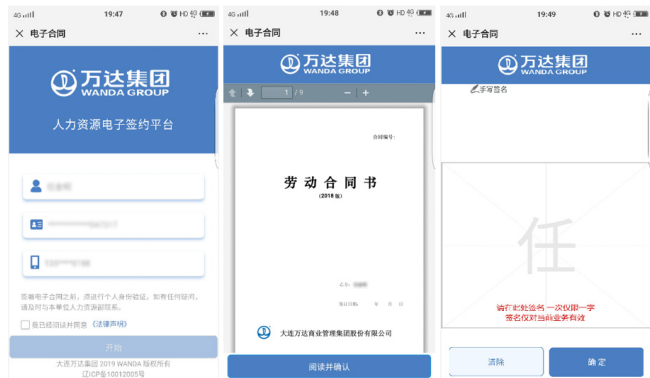 4G
19:47
HD
电子合同
万达集团
WANDA GROUP
人力资源电子签约平台
签署电子合同之前，须进行个人身份验证，如有任何疑问，
请及时与本单位人力资源部联系。
我已经阅读并同意《法律声明》
开始
大连万达集团 2019 WANDA 版权所有
辽ICP备10012005号
4G
19:48
HD
电子合同
万达集团
WANDA GROUP
1 / 9
合同编号：
劳动合同书
(2018 版)
签订日期： 年 月 日
大连万达商业管理集团股份有限公司
阅读并确认
4G
19:49
HD
电子合同
万达集团
WANDA GROUP
手写签名
任
请在此处签名 一次仅限一字
签名仅对当前业务有效
清除
确定